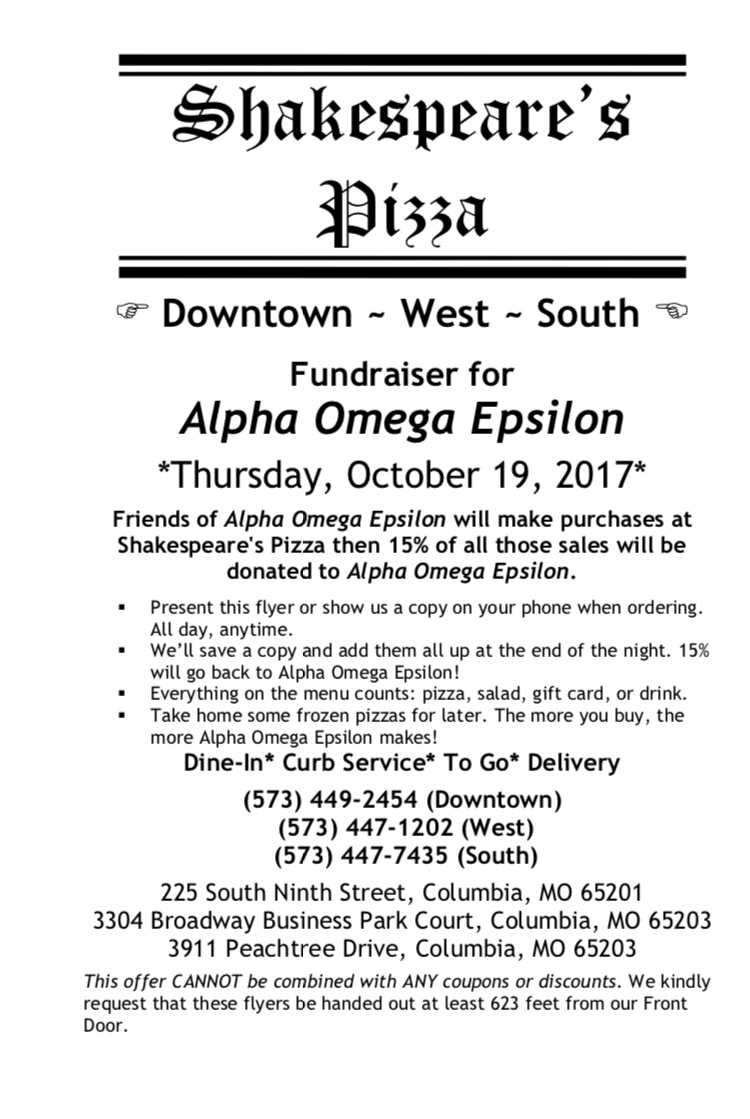 Shakespeare's
Pizza
☞ Downtown ~ West ~ South ☜
Fundraiser for
Alpha Omega Epsilon
*Thursday, October 19, 2017*
Friends of Alpha Omega Epsilon will make purchases at
Shakespeare's Pizza then 15% of all those sales will be
donated to Alpha Omega Epsilon.
▪ Present this flyer or show us a copy on your phone when ordering.
All day, anytime.
▪ We’ll save a copy and add them all up at the end of the night. 15%
will go back to Alpha Omega Epsilon!
▪ Everything on the menu counts: pizza, salad, gift card, or drink.
▪ Take home some frozen pizzas for later. The more you buy, the
more Alpha Omega Epsilon makes!
Dine-In* Curb Service* To Go* Delivery
(573) 449-2454 (Downtown)
(573) 447-1202 (West)
(573) 447-7435 (South)
225 South Ninth Street, Columbia, MO 65201
3304 Broadway Business Park Court, Columbia, MO 65203
3911 Peachtree Drive, Columbia, MO 65203
This offer CANNOT be combined with ANY coupons or discounts. We kindly
request that these flyers be handed out at least 623 feet from our Front
Door.